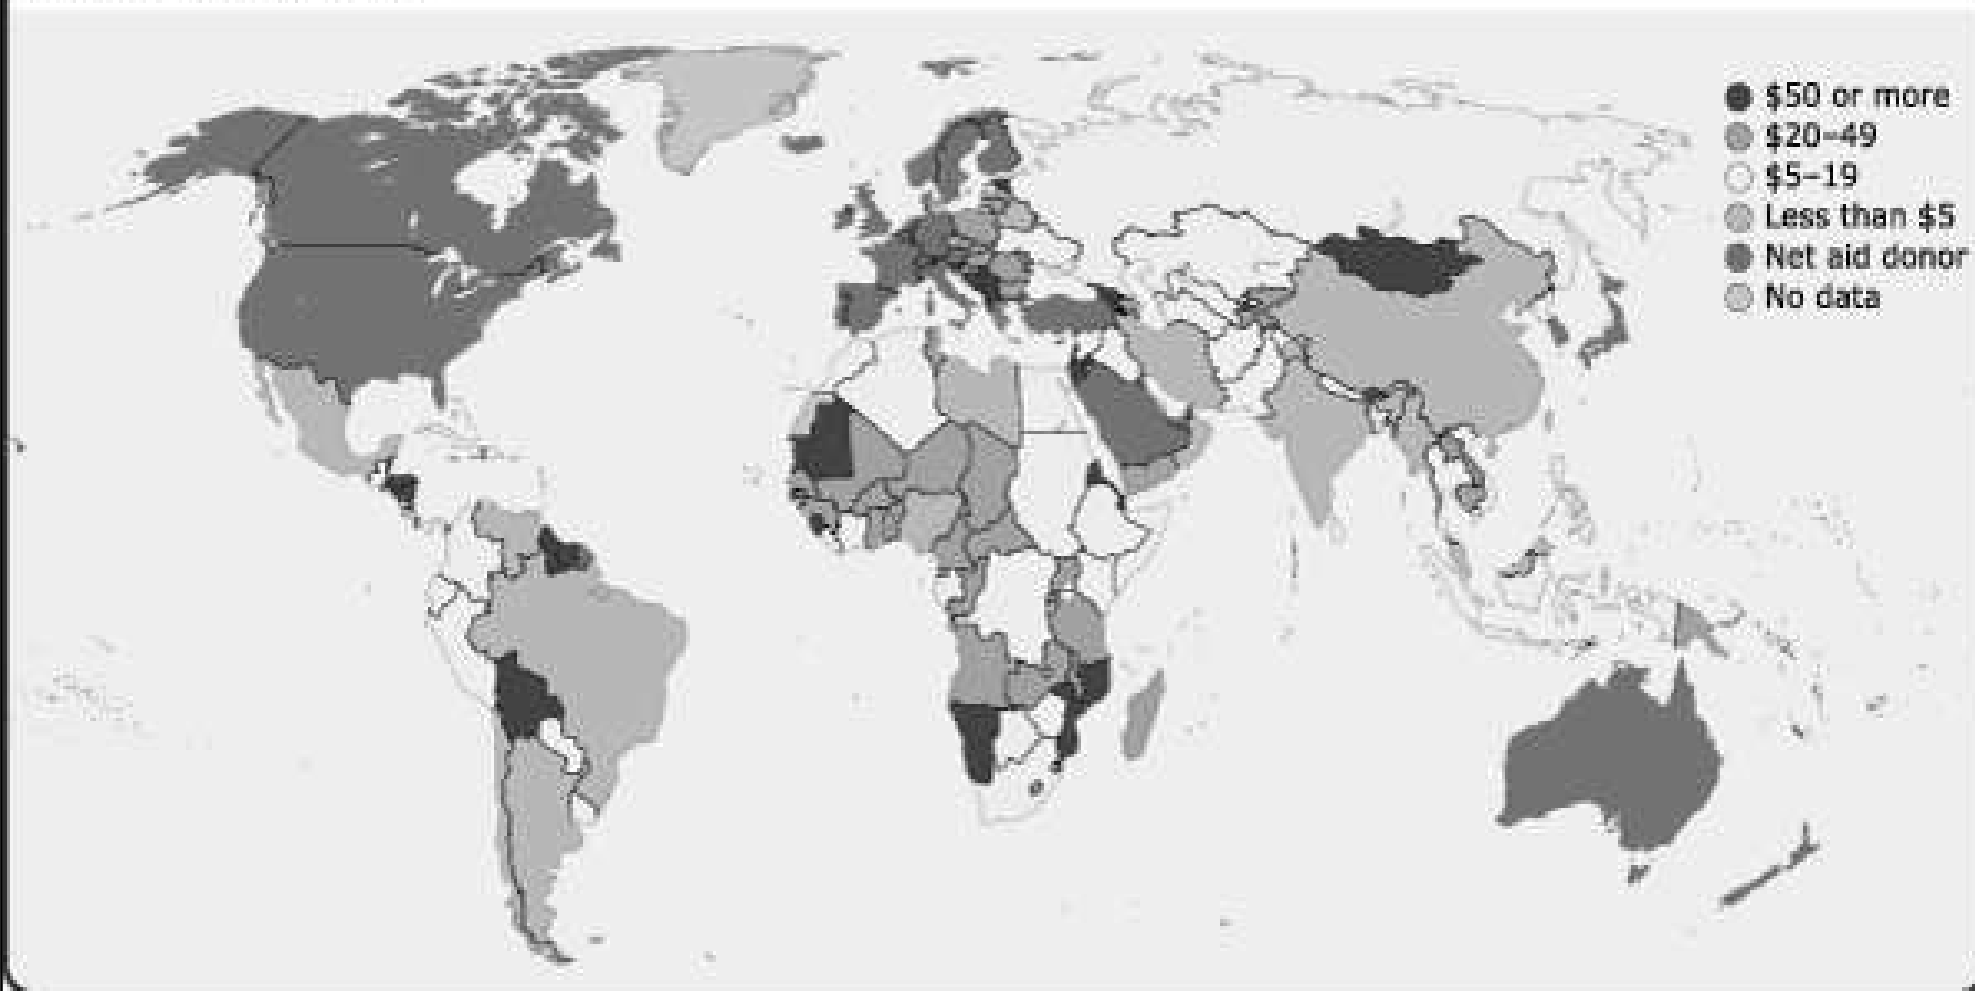 $50 or more
$20–49
$5–19
Less than $5
Net aid donor
No data